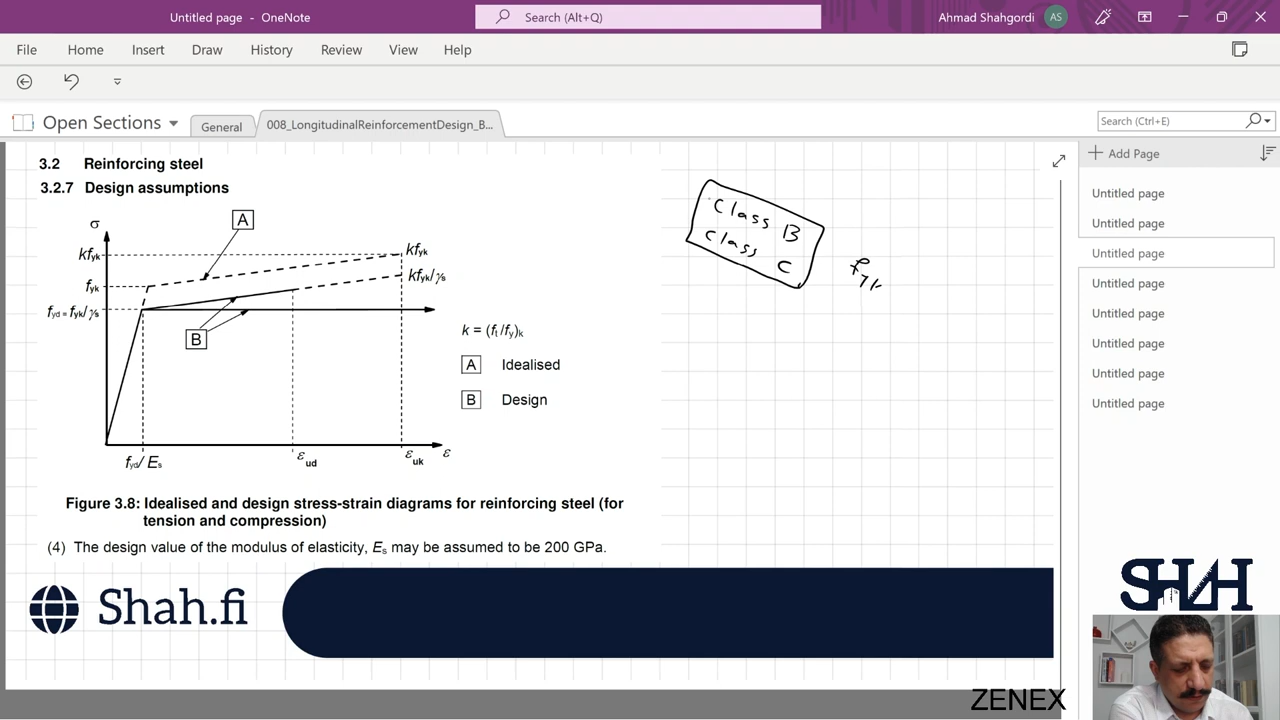 Untitled page - OneNote
Search (Alt+Q)
Ahmad Shahgordi
AS
File Home Insert Draw History Review View Help
Open Sections
General
008_LongitudinalReinforcementDesign_B...
Search (Ctrl+E)
Add Page
Untitled page
Untitled page
Untitled page
Untitled page
Untitled page
Untitled page
Untitled page
Untitled page
3.2 Reinforcing steel
3.2.7 Design assumptions
σ
A
kfyk
kfyk
kfyk/γs
fyk
fyd = fyk/γs
B
k = (ft/fy)k
A Idealised
B Design
fyd/ Es
εud
εuk
ε
Figure 3.8: Idealised and design stress-strain diagrams for reinforcing steel (for
tension and compression)
(4) The design value of the modulus of elasticity, Es may be assumed to be 200 GPa.
Class B
Class C
fyk
Shah.fi
SHAH
ZENEX